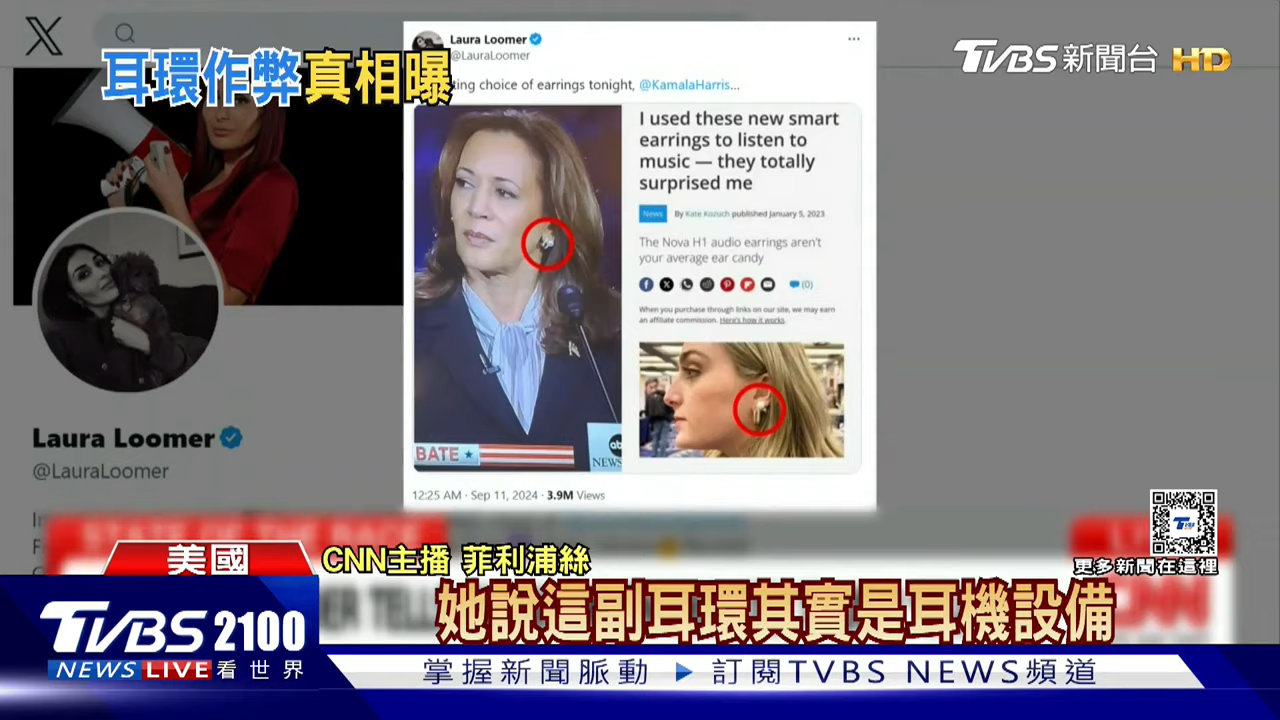 耳環作弊真相曝
TVBS新聞台 HD
Laura Loomer
@LauraLoomer
ting choice of earrings tonight, @KamalaHarris...
I used these new smart
earrings to listen to
music — they totally
surprised me
News By Kate Kozuch published January 5, 2023
The Nova H1 audio earrings aren't
your average ear candy
(0)
When you purchase through links on our site, we may earn
an affiliate commission. Here's how it works.
BATE
abc
NEWS
12:25 AM · Sep 11, 2024 · 3.9M Views
Laura Loomer
@LauraLoomer
更多新聞在這裡
美國
CNN主播 菲利浦絲
她說這副耳環其實是耳機設備
TVBS 2100
NEWS LIVE 看世界
掌握新聞脈動 ▶ 訂閱TVBS NEWS頻道